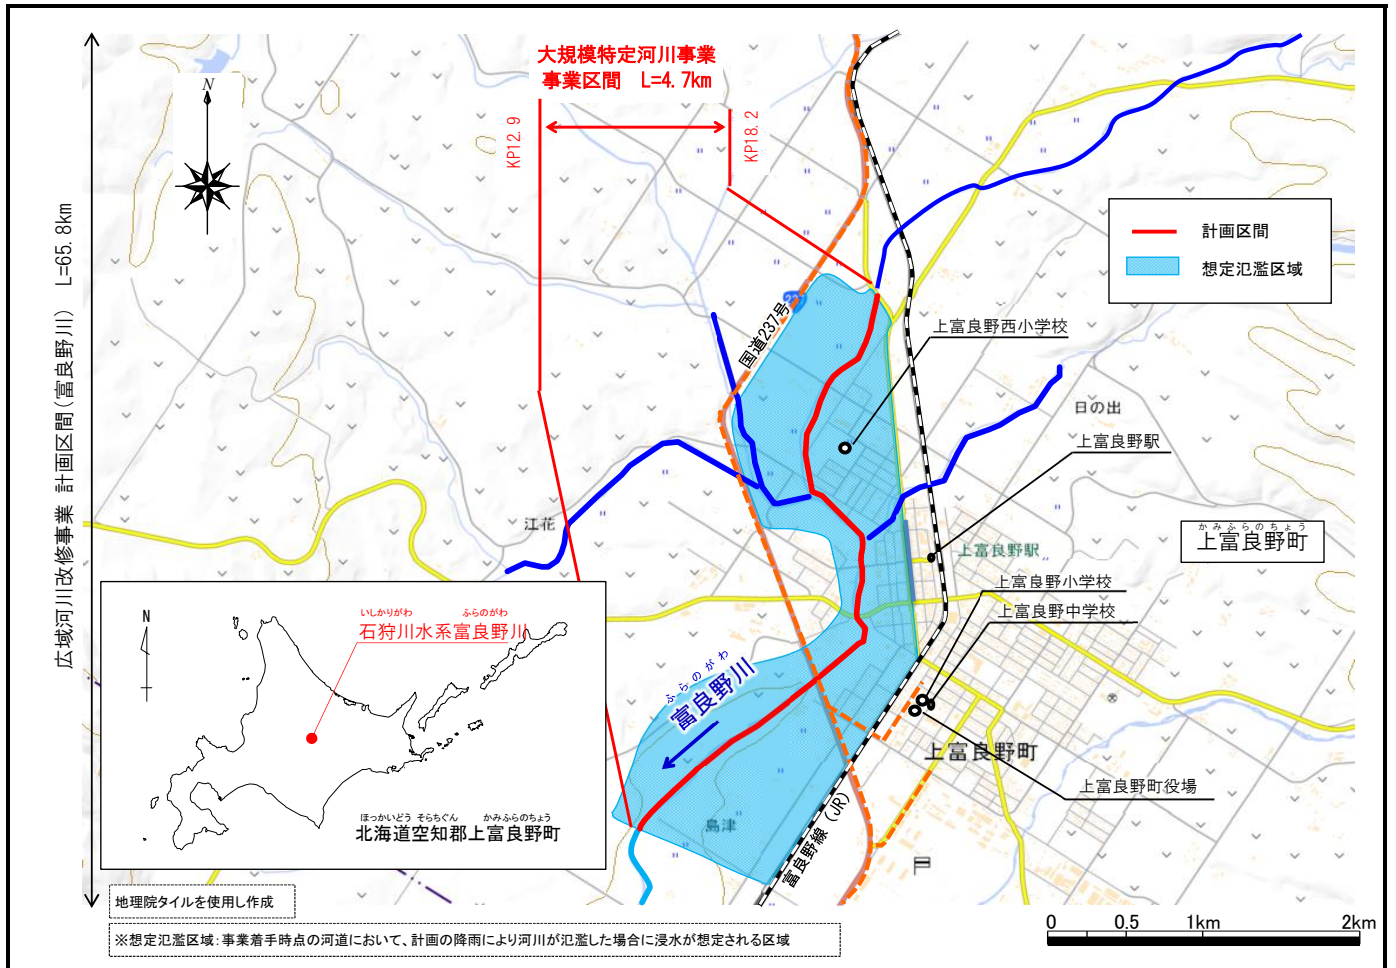 大規模特定河川事業
事業区間 L=4.7km
KP12.9
KP18.2
広域河川改修事業 計画区間(富良野川) L=65.8km
N
計画区間
想定氾濫区域
国道237号
上富良野西小学校
日の出
上富良野駅
江花
かみふらのちょう
上富良野町
上富良野駅
上富良野小学校
上富良野中学校
ふらのがわ
富良野川
上富良野町
上富良野町役場
島津
富良野線(JR)
N
いしかりがわ ふらのがわ
石狩川水系富良野川
ほっかいどう そらちぐん かみふらのちょう
北海道空知郡上富良野町
地理院タイルを使用し作成
※想定氾濫区域:事業着手時点の河道において、計画の降雨により河川が氾濫した場合に浸水が想定される区域
0 0.5 1km 2km